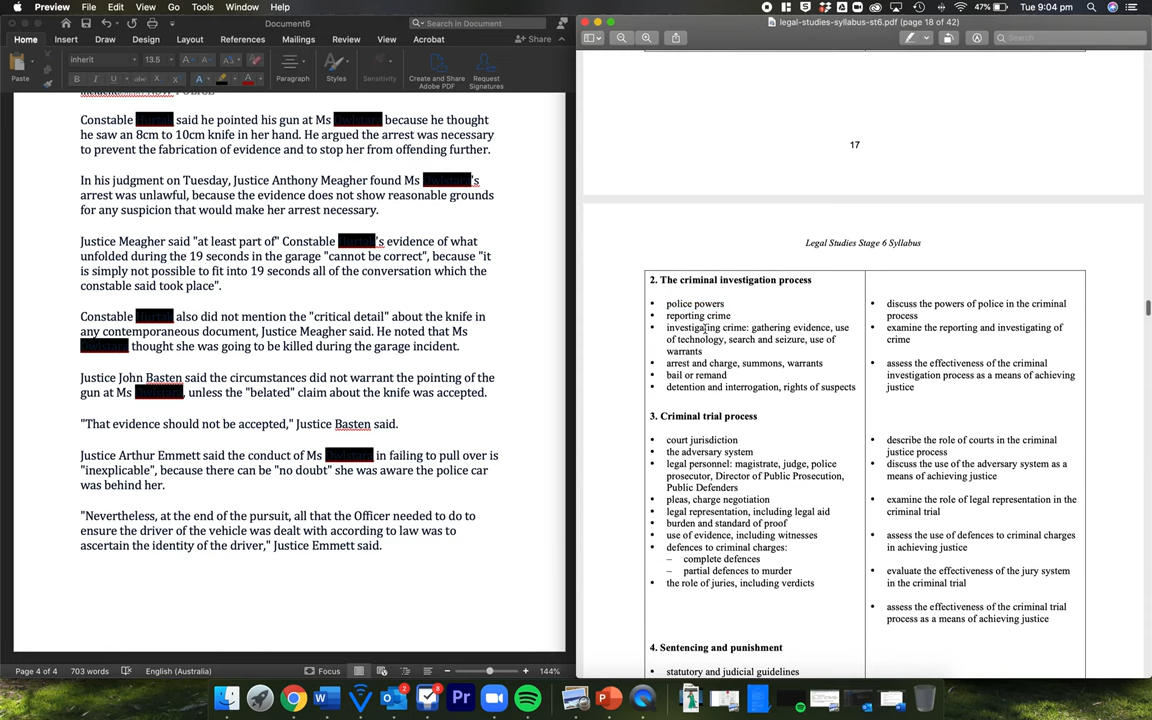 Preview File Edit View Go Tools Window Help
47% Tue 9:04 pm
Document6
Search in Document
Home Insert Draw Design Layout References Mailings Review View Acrobat
Share
Paste
inherit 13.5
Paragraph Styles Sensitivity Create and Share Adobe PDF Request Signatures
Constable said he pointed his gun at Ms because he thought
he saw an 8cm to 10cm knife in her hand. He argued the arrest was necessary
to prevent the fabrication of evidence and to stop her from offending further.
In his judgment on Tuesday, Justice Anthony Meagher found Ms 's
arrest was unlawful, because the evidence does not show reasonable grounds
for any suspicion that would make her arrest necessary.
Justice Meagher said "at least part of" Constable 's evidence of what
unfolded during the 19 seconds in the garage "cannot be correct", because "it
is simply not possible to fit into 19 seconds all of the conversation which the
constable said took place".
Constable also did not mention the "critical detail" about the knife in
any contemporaneous document, Justice Meagher said. He noted that Ms
thought she was going to be killed during the garage incident.
Justice John Basten said the circumstances did not warrant the pointing of the
gun at Ms , unless the "belated" claim about the knife was accepted.
"That evidence should not be accepted," Justice Basten said.
Justice Arthur Emmett said the conduct of Ms in failing to pull over is
"inexplicable", because there can be "no doubt" she was aware the police car
was behind her.
"Nevertheless, at the end of the pursuit, all that the Officer needed to do to
ensure the driver of the vehicle was dealt with according to law was to
ascertain the identity of the driver," Justice Emmett said.
Page 4 of 4 703 words English (Australia) Focus 144%
legal-studies-syllabus-st6.pdf (page 18 of 42)
Search
17
Legal Studies Stage 6 Syllabus
2. The criminal investigation process
• police powers
• reporting crime
• investigating crime: gathering evidence, use
of technology, search and seizure, use of
warrants
• arrest and charge, summons, warrants
• bail or remand
• detention and interrogation, rights of suspects
• discuss the powers of police in the criminal
process
• examine the reporting and investigating of
crime
• assess the effectiveness of the criminal
investigation process as a means of achieving
justice
3. Criminal trial process
• court jurisdiction
• the adversary system
• legal personnel: magistrate, judge, police
prosecutor, Director of Public Prosecution,
Public Defenders
• pleas, charge negotiation
• legal representation, including legal aid
• burden and standard of proof
• use of evidence, including witnesses
• defences to criminal charges:
– complete defences
– partial defences to murder
• the role of juries, including verdicts
• describe the role of courts in the criminal
justice process
• discuss the use of the adversary system as a
means of achieving justice
• examine the role of legal representation in the
criminal trial
• assess the use of defences to criminal charges
in achieving justice
• evaluate the effectiveness of the jury system
in the criminal trial
• assess the effectiveness of the criminal trial
process as a means of achieving justice
4. Sentencing and punishment
• statutory and judicial guidelines